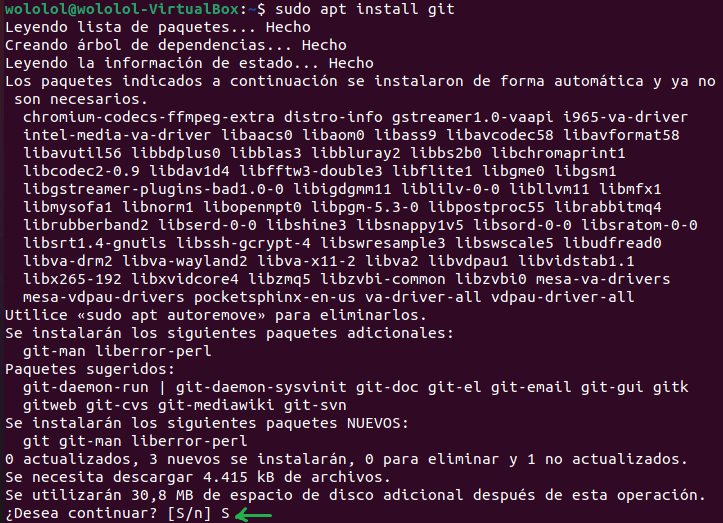 wololol@wololol-VirtualBox:~$ sudo apt install git
Leyendo lista de paquetes... Hecho
Creando árbol de dependencias... Hecho
Leyendo la información de estado... Hecho
Los paquetes indicados a continuación se instalaron de forma automática y ya no
son necesarios.
chromium-codecs-ffmpeg-extra distro-info gstreamer1.0-vaapi i965-va-driver
intel-media-va-driver libaacs0 libaom0 libass9 libavcodec58 libavformat58
libavutil56 libbdplus0 libblas3 libbluray2 libbs2b0 libchromaprint1
libcodec2-0.9 libdav1d4 libfftw3-double3 libflite1 libgme0 libgsm1
libgstreamer-plugins-bad1.0-0 libigdgmm11 liblilv-0-0 libllvm11 libmfx1
libmysofa1 libnorm1 libopenmpt0 libpgm-5.3-0 libpostproc55 librabbitmq4
librubberband2 libserd-0-0 libshine3 libsnappy1v5 libsord-0-0 libsratom-0-0
libsrt1.4-gnutls libssh-gcrypt-4 libswresample3 libswscale5 libudfread0
libva-drm2 libva-wayland2 libva-x11-2 libva2 libvdpau1 libvidstab1.1
libx265-192 libxvidcore4 libzmq5 libzvbi-common libzvbi0 mesa-va-drivers
mesa-vdpau-drivers pocketsphinx-en-us va-driver-all vdpau-driver-all
Utilice «sudo apt autoremove» para eliminarlos.
Se instalarán los siguientes paquetes adicionales:
git-man liberror-perl
Paquetes sugeridos:
git-daemon-run | git-daemon-sysvinit git-doc git-el git-email git-gui gitk
gitweb git-cvs git-mediawiki git-svn
Se instalarán los siguientes paquetes NUEVOS:
git git-man liberror-perl
0 actualizados, 3 nuevos se instalarán, 0 para eliminar y 1 no actualizados.
Se necesita descargar 4.415 kB de archivos.
Se utilizarán 30,8 MB de espacio de disco adicional después de esta operación.
¿Desea continuar? [S/n] S